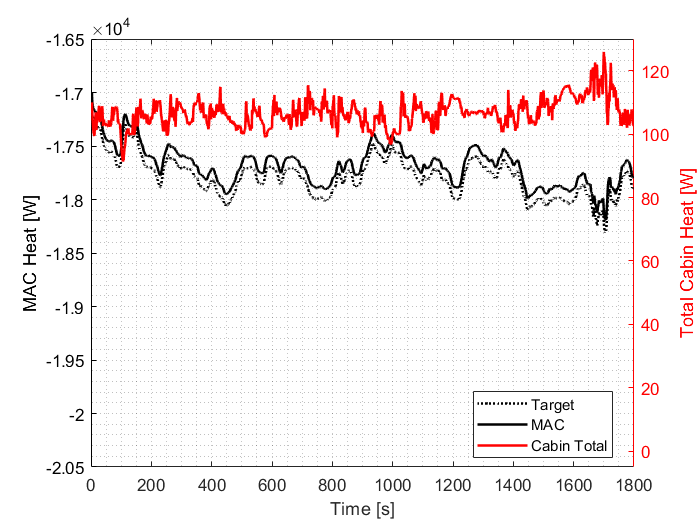 ×10⁴
-1.65
-1.7
-1.75
-1.8
-1.85
-1.9
-1.95
-2
-2.05
MAC Heat [W]
120
100
80
60
40
20
0
Total Cabin Heat [W]
Target
MAC
Cabin Total
0 200 400 600 800 1000 1200 1400 1600 1800
Time [s]